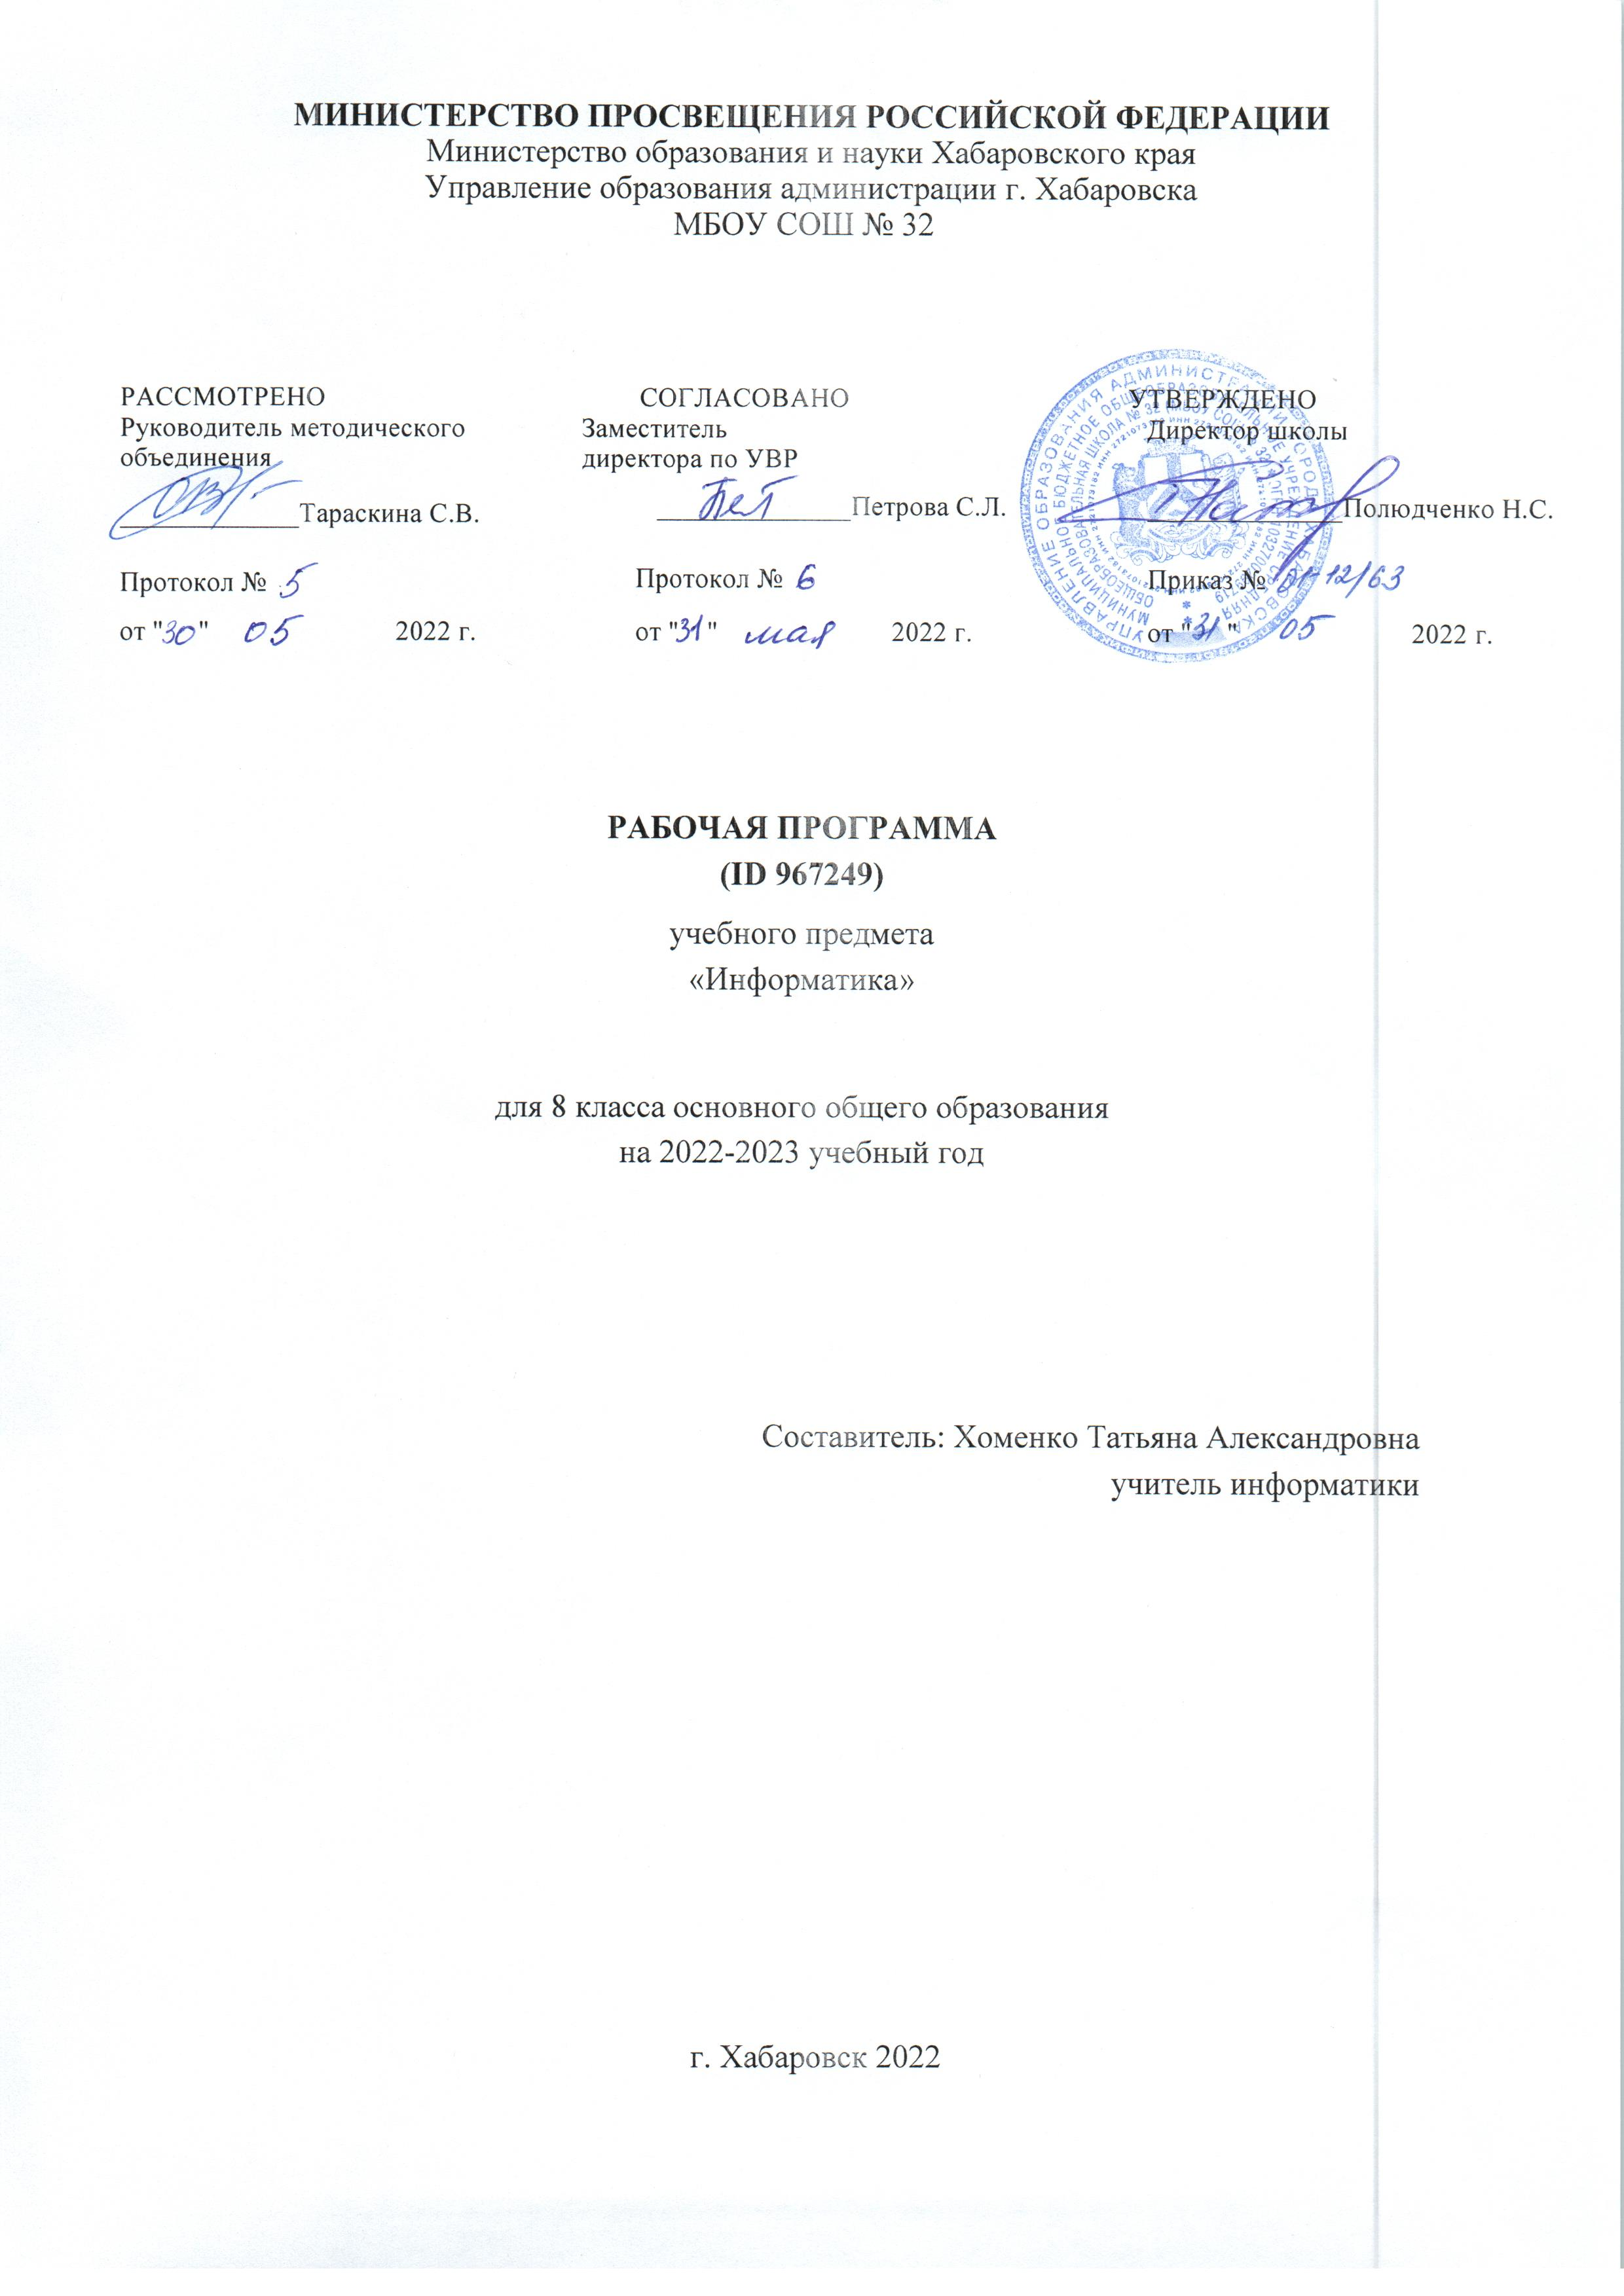 МИНИСТЕРСТВО ПРОСВЕЩЕНИЯ РОССИЙСКОЙ ФЕДЕРАЦИИ
Министерство образования и науки Хабаровского края
Управление образования администрации г. Хабаровска
МБОУ СОШ № 32
РАССМОТРЕНО
Руководитель методического
объединения
Тараскина С.В.
Протокол № 5
от "30" 05 2022 г.
СОГЛАСОВАНО
Заместитель
директора по УВР
Петрова С.Л.
Протокол № 6
от "31" мая 2022 г.
УТВЕРЖДЕНО
Директор школы
Полюдченко Н.С.
Приказ № 01-12/63
от "31" 05 2022 г.
РАБОЧАЯ ПРОГРАММА
(ID 967249)
учебного предмета
«Информатика»
для 8 класса основного общего образования
на 2022-2023 учебный год
Составитель: Хоменко Татьяна Александровна
учитель информатики
г. Хабаровск 2022